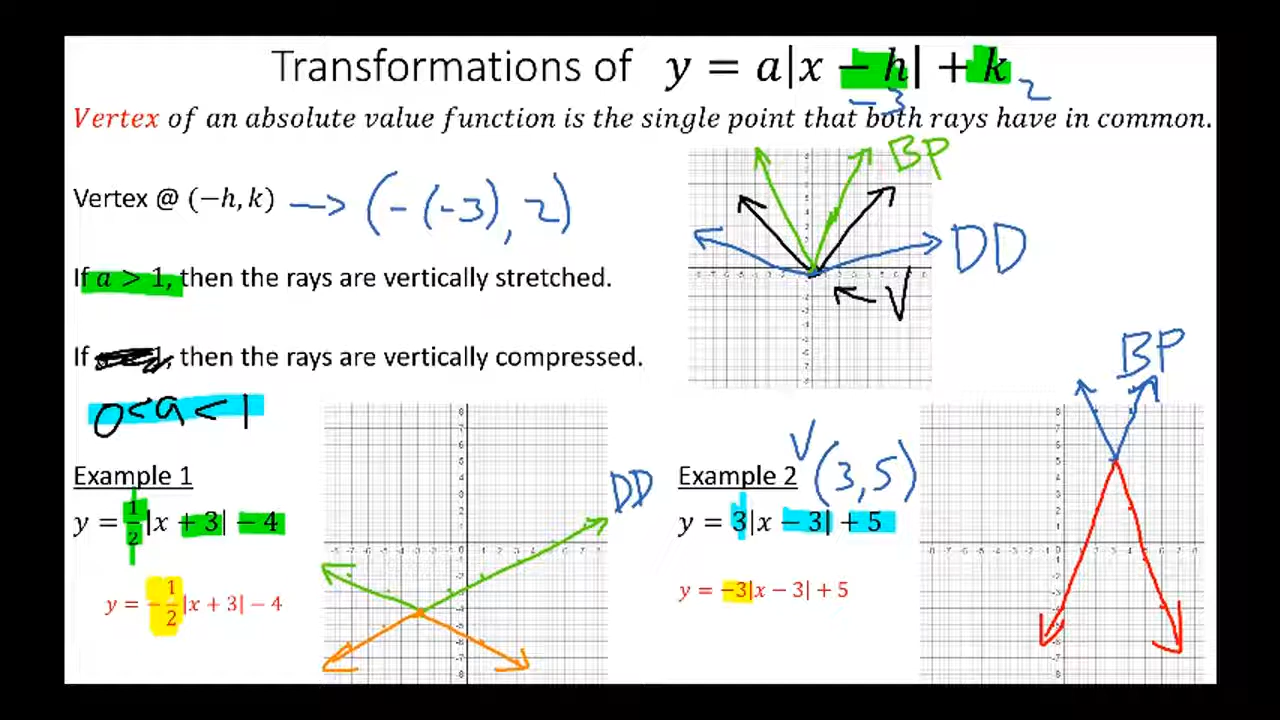 Transformations of y = a|x − h| + k
−3
2
Vertex of an absolute value function is the single point that both rays have in common.
BP
Vertex @ (−h, k) → (−(−3), 2)
DD
If a > 1, then the rays are vertically stretched.
V
If , then the rays are vertically compressed.
BP
0<a<1
Example 1
DD
Example 2
V (3,5)
y = 1/2|x + 3| − 4
y = 3|x − 3| + 5
y = −1/2|x + 3| − 4
y = −3|x − 3| + 5